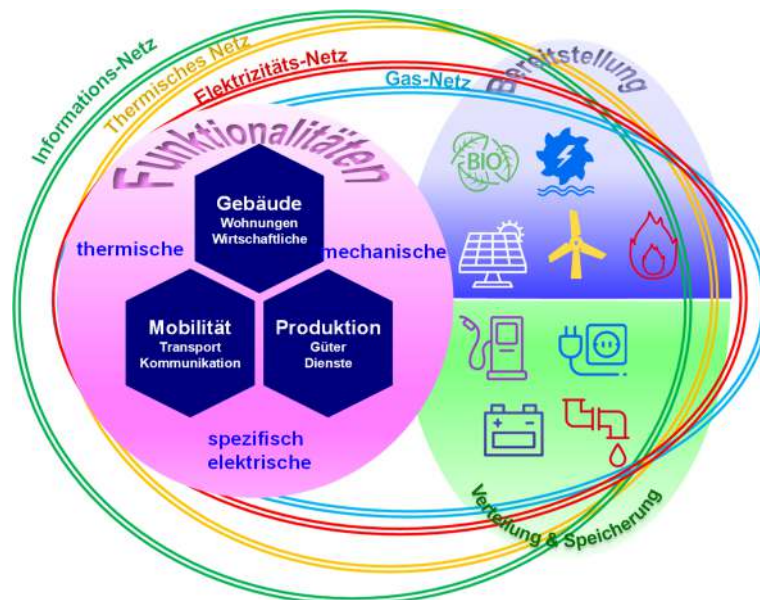 Informations-Netz
Thermisches Netz
Elektrizitäts-Netz
Gas-Netz
Bereitstellung
Funktionalitäten
Gebäude
Wohnungen
Wirtschaftliche
thermische
mechanische
BIO
Mobilität
Transport
Kommunikation
Produktion
Güter
Dienste
spezifisch
elektrische
Verteilung & Speicherung